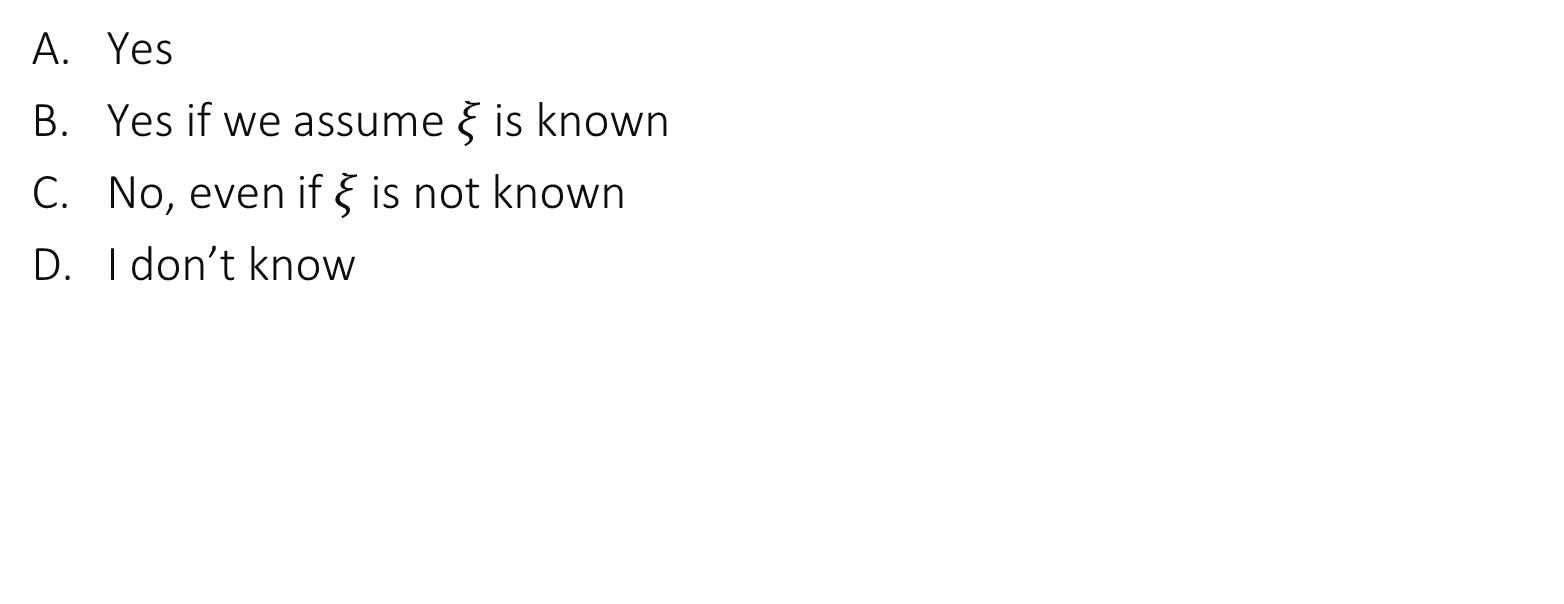 A. Yes
B. Yes if we assume ξ is known
C. No, even if ξ is not known
D. I don’t know